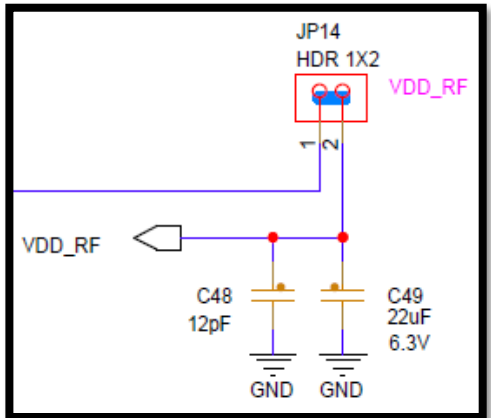 JP14
HDR 1X2
VDD_RF
1
2
VDD_RF
C48
12pF
C49
22uF
6.3V
GND
GND